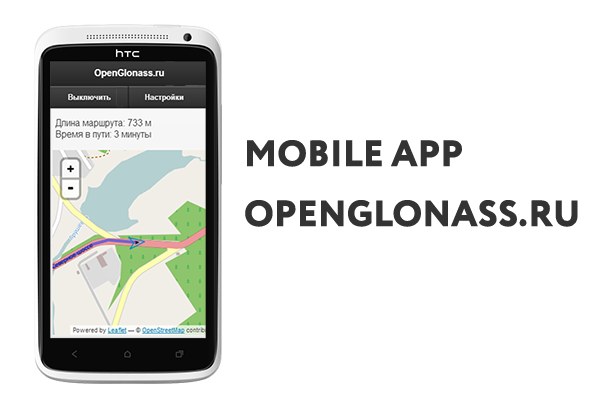 hTC
OpenGlonass.ru
Выключить
Настройки
Длина маршрута: 733 м
Время в пути: 3 минуты
+
-
Powered by Leaflet — © OpenStreetMap contrib
MOBILE APP
OPENGLONASS.RU